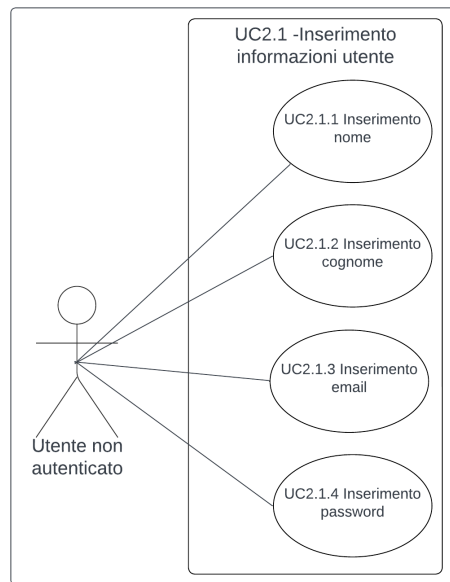 UC2.1 -Inserimento
informazioni utente
UC2.1.1 Inserimento
nome
UC2.1.2 Inserimento
cognome
UC2.1.3 Inserimento
email
Utente non
autenticato
UC2.1.4 Inserimento
password